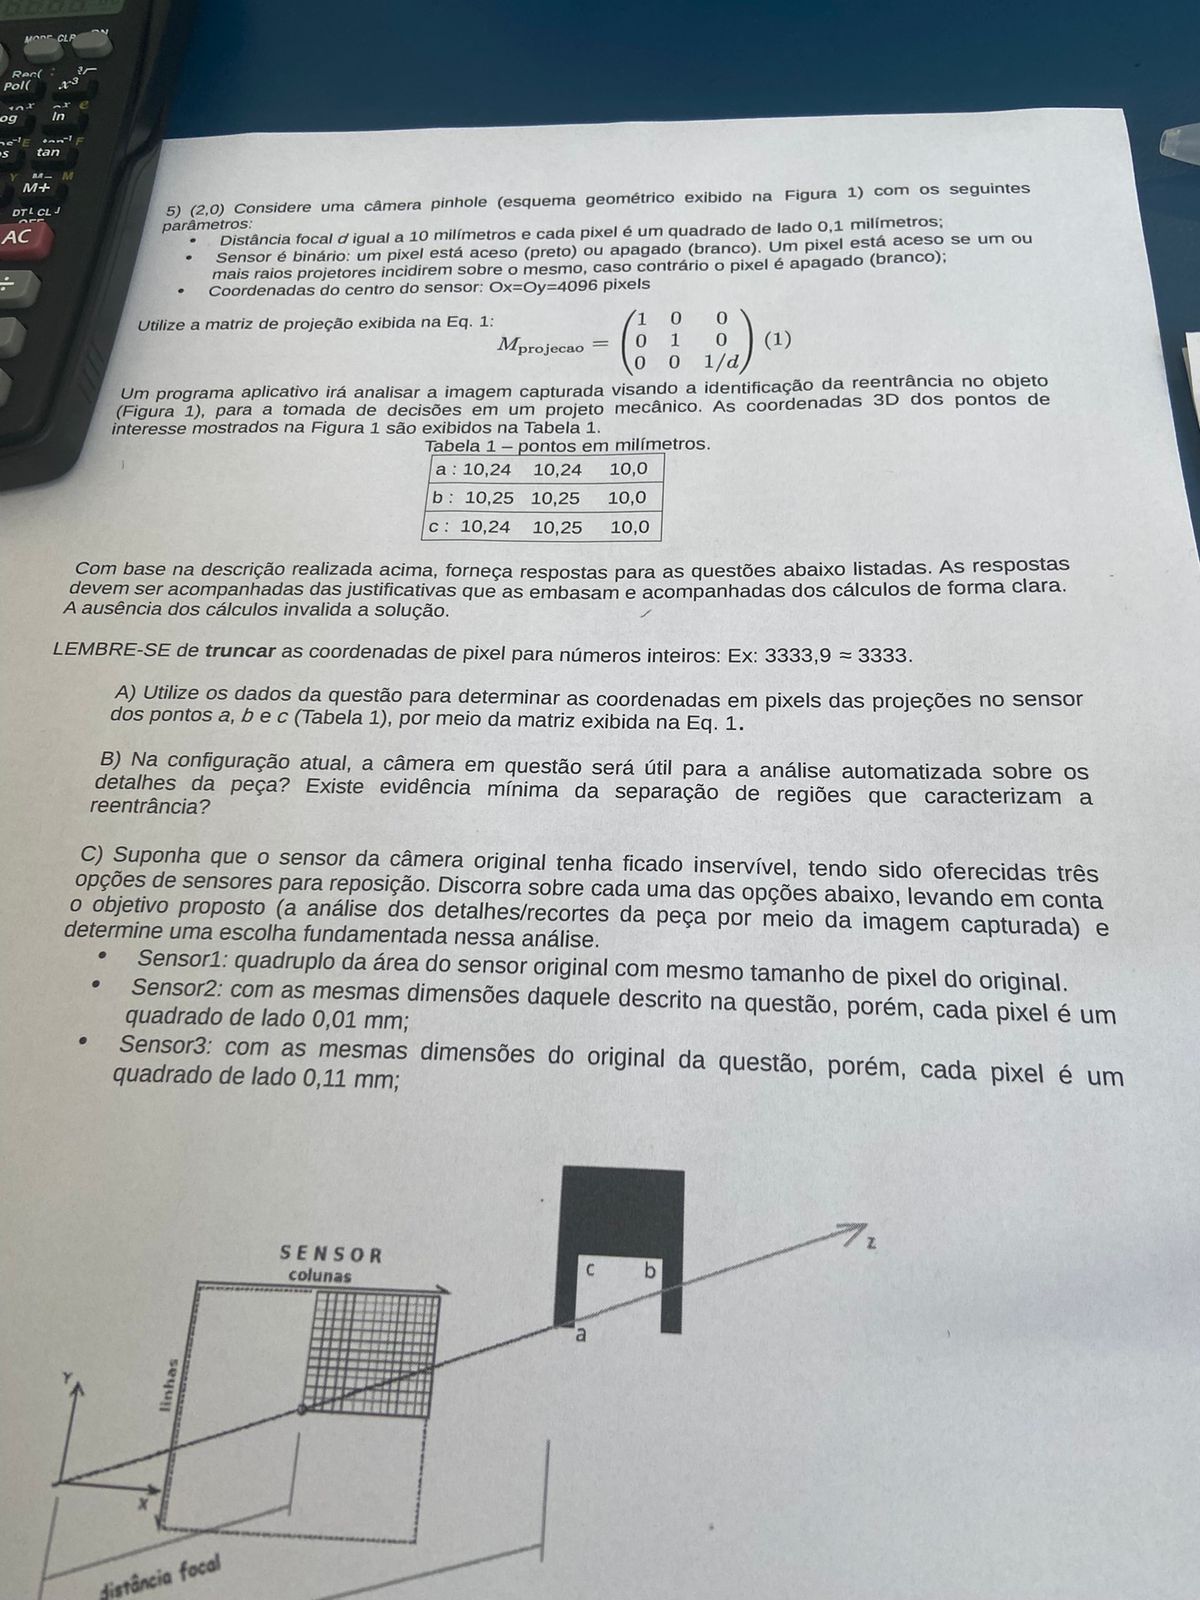 MODE CLR ON
Rec( :
Pol( x³ ³√
ln e
E tan⁻¹ F
tan
Y M– M
M+
DT CL
OFF
AC
÷
5) (2,0) Considere uma câmera pinhole (esquema geométrico exibido na Figura 1) com os seguintes
parâmetros:
• Distância focal d igual a 10 milímetros e cada pixel é um quadrado de lado 0,1 milímetros;
• Sensor é binário: um pixel está aceso (preto) ou apagado (branco). Um pixel está aceso se um ou
mais raios projetores incidirem sobre o mesmo, caso contrário o pixel é apagado (branco);
• Coordenadas do centro do sensor: Ox=Oy=4096 pixels
Utilize a matriz de projeção exibida na Eq. 1:
1 0 0
Mprojecao = 0 1 0 (1)
0 0 1/d
Um programa aplicativo irá analisar a imagem capturada visando a identificação da reentrância no objeto
(Figura 1), para a tomada de decisões em um projeto mecânico. As coordenadas 3D dos pontos de
interesse mostrados na Figura 1 são exibidos na Tabela 1.
Tabela 1 – pontos em milímetros.
a : 10,24 10,24 10,0
b : 10,25 10,25 10,0
c : 10,24 10,25 10,0
Com base na descrição realizada acima, forneça respostas para as questões abaixo listadas. As respostas
devem ser acompanhadas das justificativas que as embasam e acompanhadas dos cálculos de forma clara.
A ausência dos cálculos invalida a solução.
LEMBRE-SE de truncar as coordenadas de pixel para números inteiros: Ex: 3333,9 ≈ 3333.
A) Utilize os dados da questão para determinar as coordenadas em pixels das projeções no sensor
dos pontos a, b e c (Tabela 1), por meio da matriz exibida na Eq. 1.
B) Na configuração atual, a câmera em questão será útil para a análise automatizada sobre os
detalhes da peça? Existe evidência mínima da separação de regiões que caracterizam a
reentrância?
C) Suponha que o sensor da câmera original tenha ficado inservível, tendo sido oferecidas três
opções de sensores para reposição. Discorra sobre cada uma das opções abaixo, levando em conta
o objetivo proposto (a análise dos detalhes/recortes da peça por meio da imagem capturada) e
determine uma escolha fundamentada nessa análise.
• Sensor1: quadruplo da área do sensor original com mesmo tamanho de pixel do original.
• Sensor2: com as mesmas dimensões daquele descrito na questão, porém, cada pixel é um
quadrado de lado 0,01 mm;
• Sensor3: com as mesmas dimensões do original da questão, porém, cada pixel é um
quadrado de lado 0,11 mm;
SENSOR
colunas
c b
z
a
linhas
Y
X
distância focal